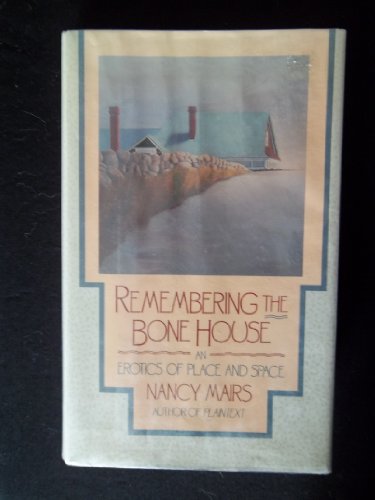 REMEMBERING THE
BONE HOUSE
AN
EROTICS OF PLACE AND SPACE
NANCY MAIRS
AUTHOR OF PLAINTEXT